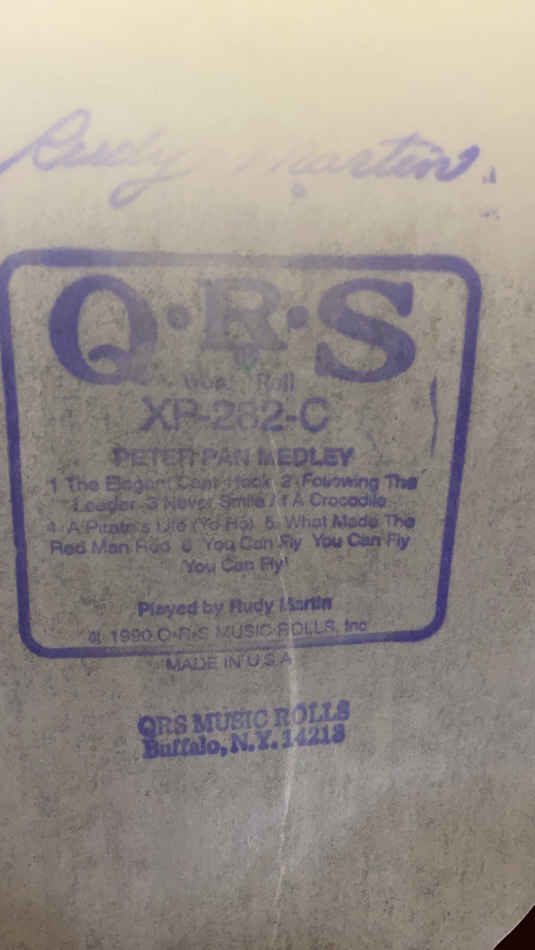 Rudy Martin
Q·R·S
Word Roll
XP-282-C
PETER PAN MEDLEY
1 The Elegant Capt Hook 2 Following The
Leader 3 Never Smile At A Crocodile
4 A Pirate's Life (Yo Ho) 5 What Made The
Red Man Red 6 You Can Fly You Can Fly
You Can Fly!
Played by Rudy Martin
1990 Q·R·S MUSIC ROLLS, Inc
MADE IN U.S.A
QRS MUSIC ROLLS
Buffalo, N.Y. 14213